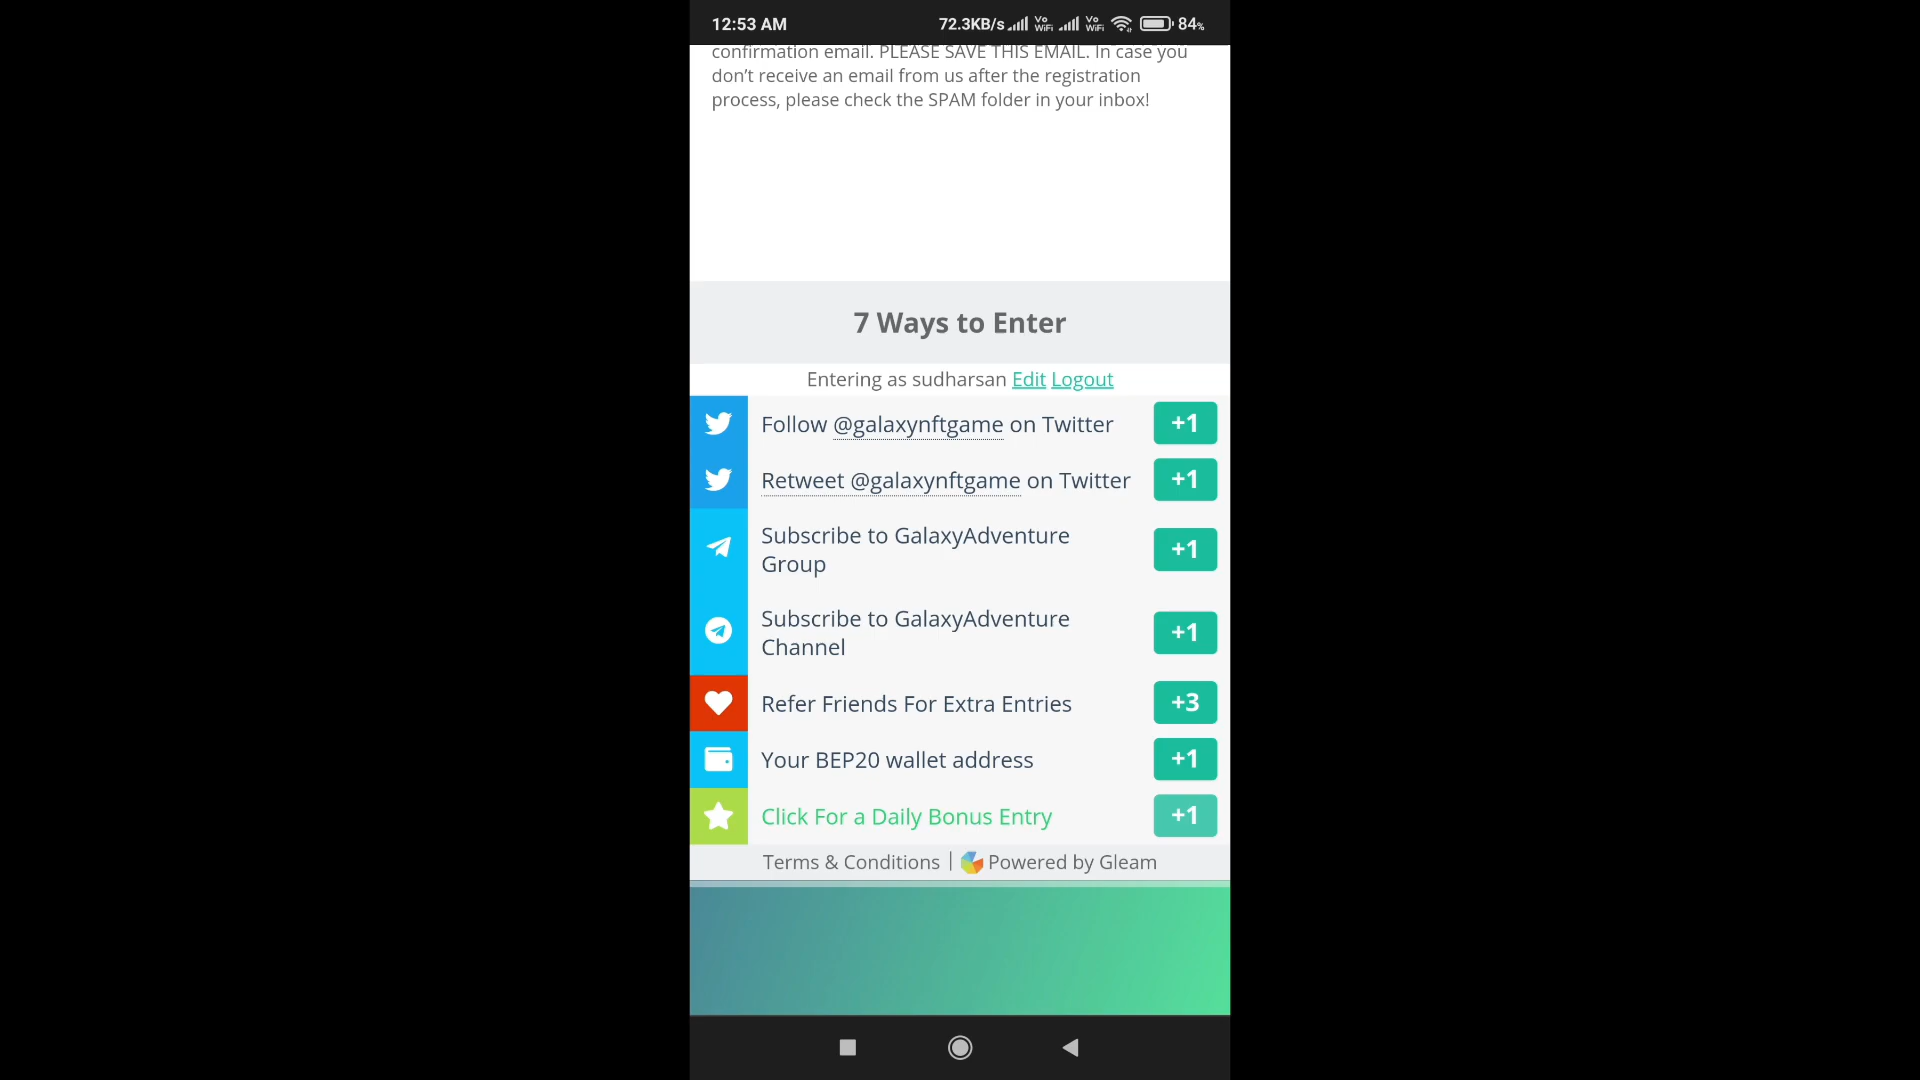 12:53 AM 72.3KB/s Vo WiFi Vo WiFi 84%
confirmation email. PLEASE SAVE THIS EMAIL. In case you
don’t receive an email from us after the registration
process, please check the SPAM folder in your inbox!
7 Ways to Enter
Entering as sudharsan Edit Logout
Follow @galaxynftgame on Twitter +1
Retweet @galaxynftgame on Twitter +1
Subscribe to GalaxyAdventure
Group +1
Subscribe to GalaxyAdventure
Channel +1
Refer Friends For Extra Entries +3
Your BEP20 wallet address +1
Click For a Daily Bonus Entry +1
Terms & Conditions | Powered by Gleam